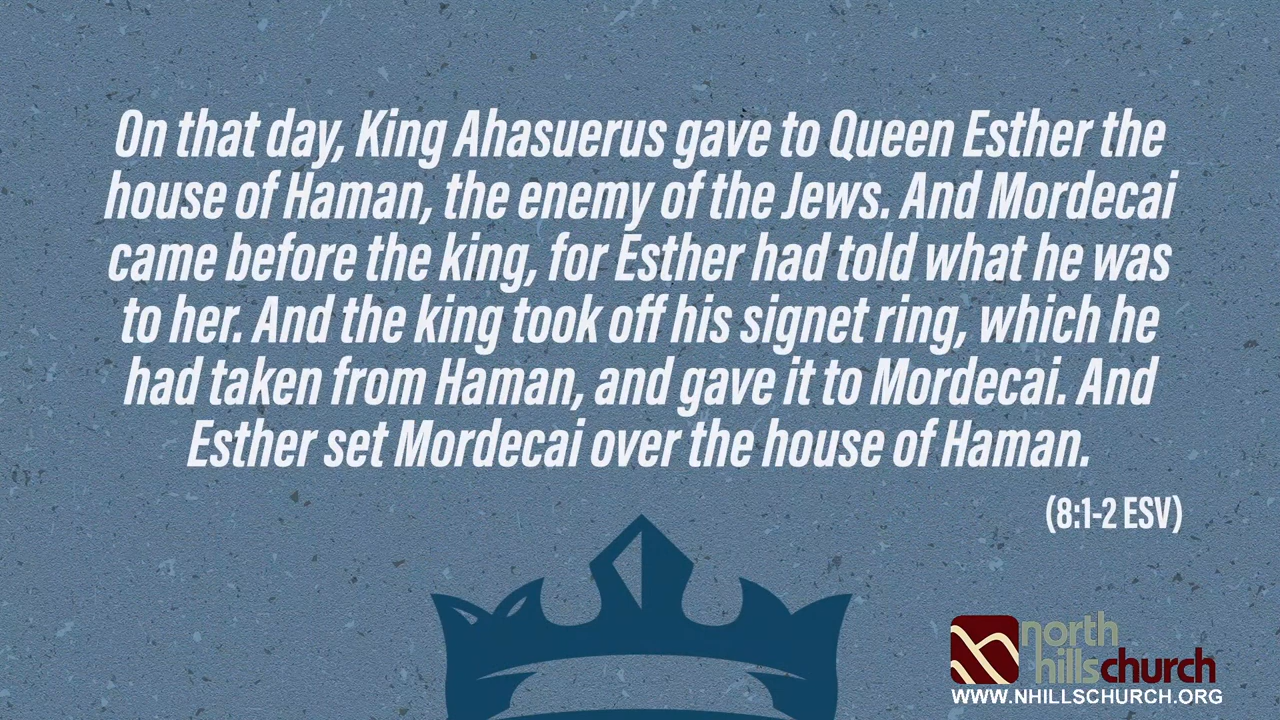 On that day, King Ahasuerus gave to Queen Esther the
house of Haman, the enemy of the Jews. And Mordecai
came before the king, for Esther had told what he was
to her. And the king took off his signet ring, which he
had taken from Haman, and gave it to Mordecai. And
Esther set Mordecai over the house of Haman.
(8:1-2 ESV)
north
hillschurch
WWW.NHILLSCHURCH.ORG